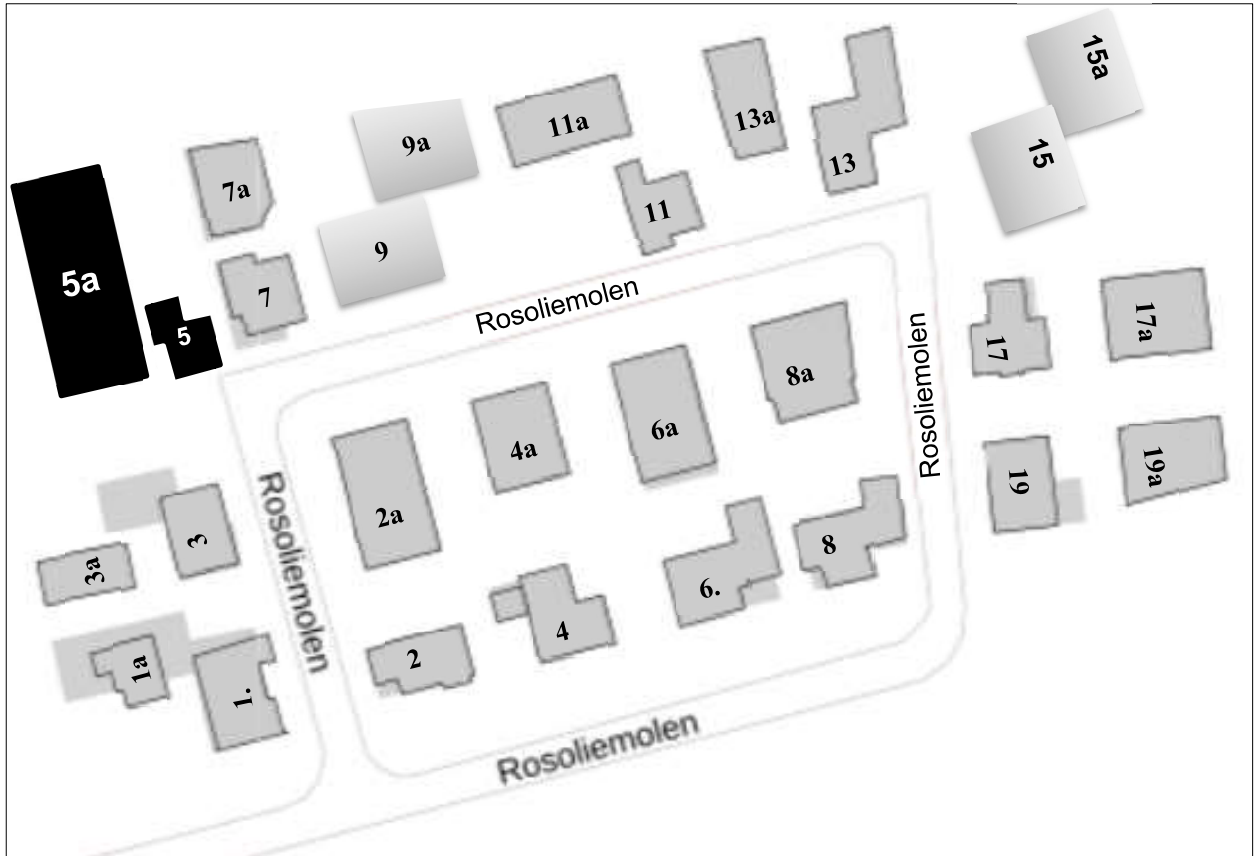 15a
13a
11a
9a
13
15
7a
11
9
5a
7
Rosoliemolen
5
17a
17
Rosoliemolen
8a
6a
4a
19a
19
Rosoliemolen
2a
3
8
3a
6.
4
2
1a
1.
Rosoliemolen